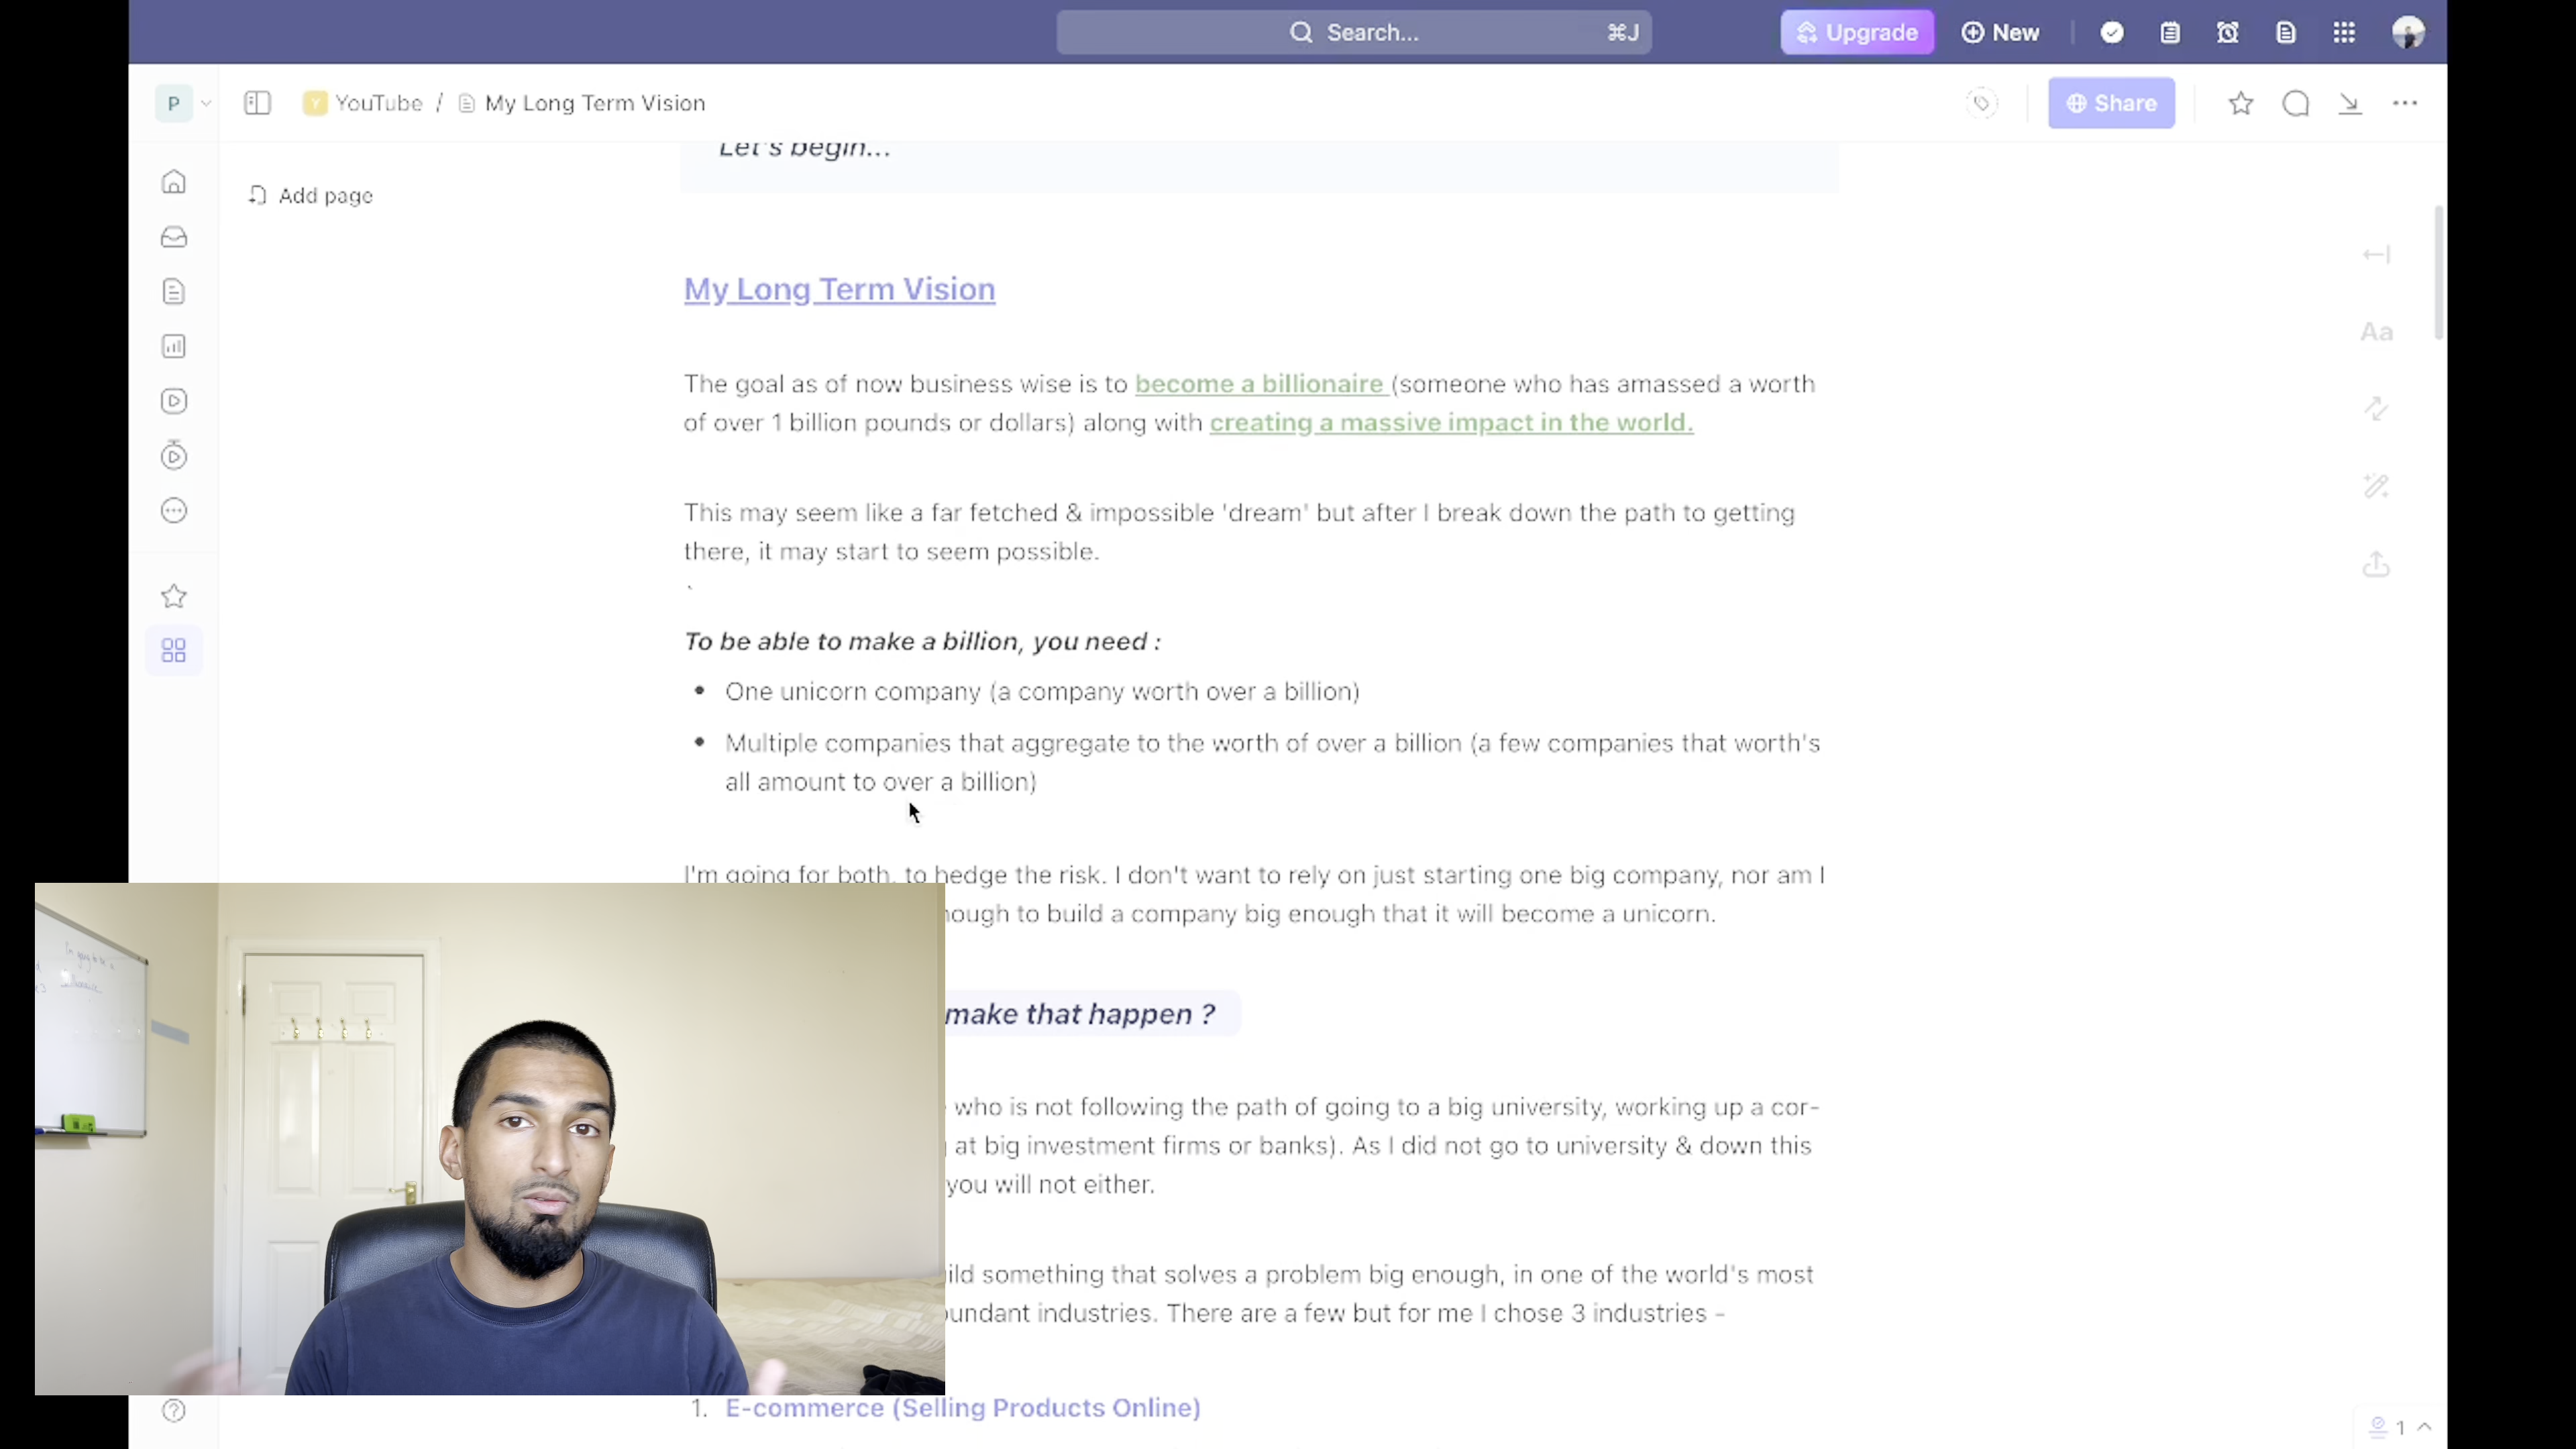 Search...
⌘J
Upgrade
New
P
Y YouTube / My Long Term Vision
Share
Let's begin...
Add page
My Long Term Vision
Aa
The goal as of now business wise is to become a billionaire (someone who has amassed a worth
of over 1 billion pounds or dollars) along with creating a massive impact in the world.
This may seem like a far fetched & impossible 'dream' but after I break down the path to getting
there, it may start to seem possible.
`
To be able to make a billion, you need :
• One unicorn company (a company worth over a billion)
• Multiple companies that aggregate to the worth of over a billion (a few companies that worth's
all amount to over a billion)
I'm going for both, to hedge the risk. I don't want to rely on just starting one big company, nor am I
to build a company big enough that it will become a unicorn.
make that happen ?
who is not following the path of going to a big university, working up a cor-
at big investment firms or banks). As I did not go to university & down this
you will not either.
something that solves a problem big enough, in one of the world's most
industries. There are a few but for me I chose 3 industries -
1. E-commerce (Selling Products Online)
1